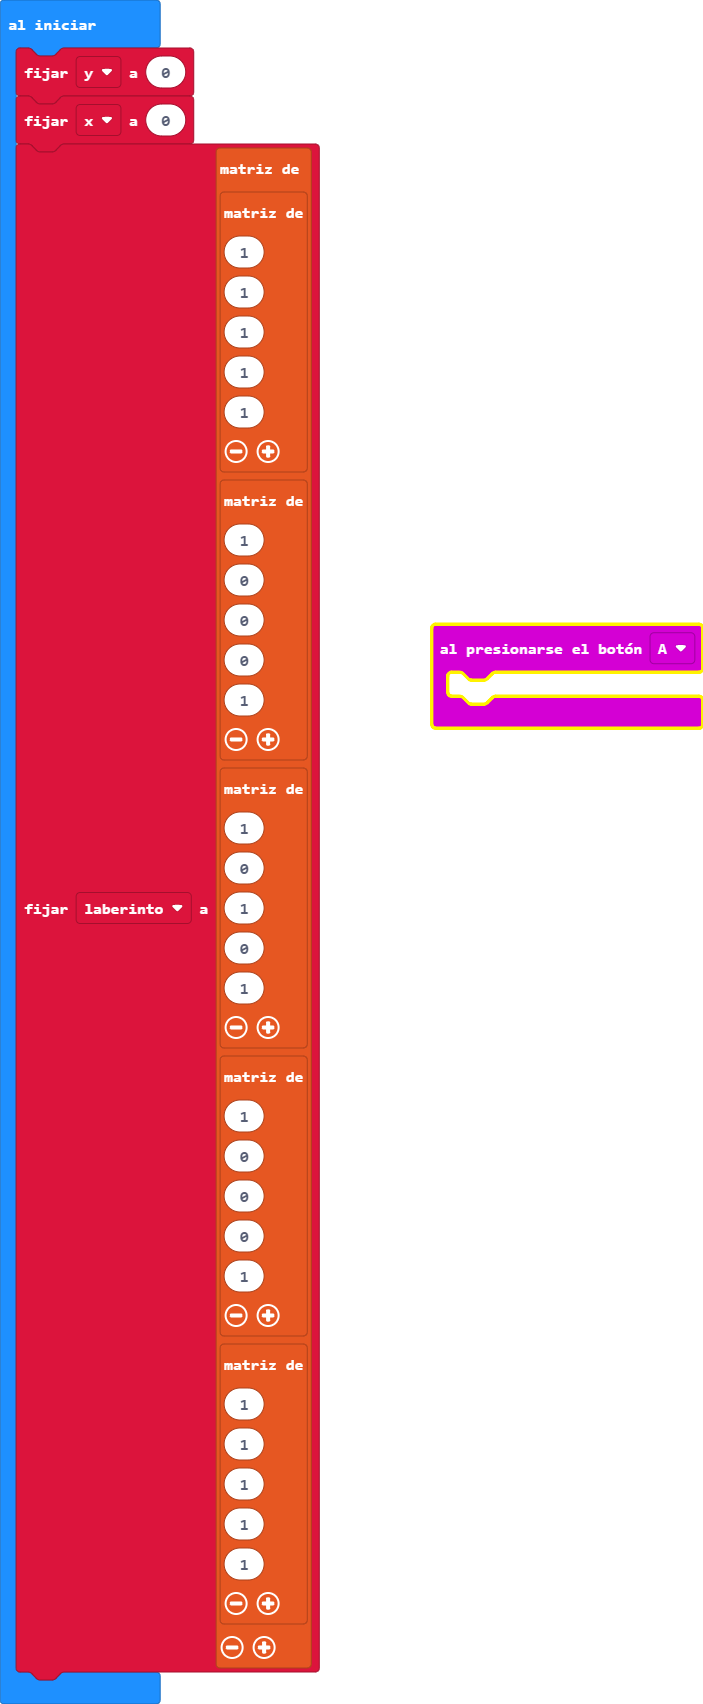 al iniciar
fijar y a 0
fijar x a 0
matriz de
matriz de
1
1
1
1
1
matriz de
1
0
0
0
1
al presionarse el botón A
matriz de
1
0
fijar laberinto a 1
0
1
matriz de
1
0
0
0
1
matriz de
1
1
1
1
1